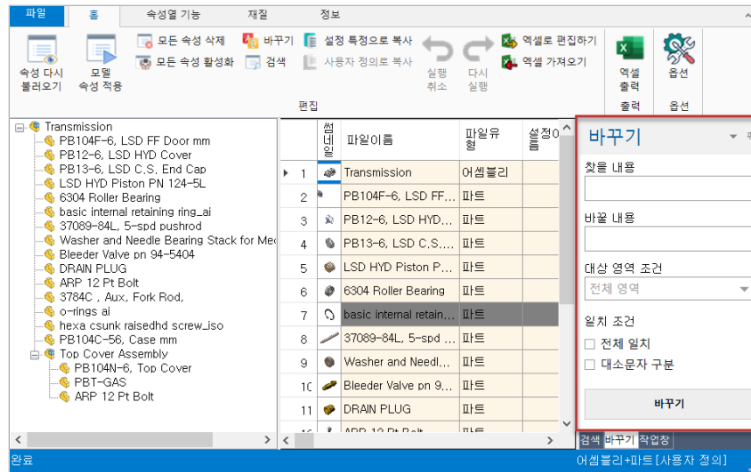 파일 홈 속성열 기능 재질 정보
모든 속성 삭제 바꾸기 설정 특정으로 복사 엑셀로 편집하기
모든 속성 활성화 검색 사용자 정의로 복사 엑셀 가져오기
속성 다시
불러오기
모델
속성 적용
실행
취소
다시
실행
엑셀
출력
옵션
편집 출력 옵션
Transmission
PB104F-6, LSD FF Door mm
PB12-6, LSD HYD Cover
PB13-6, LSD C,S, End Cap
LSD HYD Piston PN 124-5L
6304 Roller Bearing
basic internal retaining ring_ai
37089-84L, 5-spd pushrod
Washer and Needle Bearing Stack for Mec
Bleeder Valve pn 94-5404
DRAIN PLUG
ARP 12 Pt Bolt
3784C , Aux, Fork Rod,
o-rings ai
hexa csunk raisedhd screw_iso
PB104C-56, Case mm
Top Cover Assembly
PB104N-6, Top Cover
PBT-GAS
ARP 12 Pt Bolt
썸네일 파일이름 파일유형
1 Transmission 어셈블리
2 PB104F-6, LSD FF... 파트
3 PB12-6, LSD HYD... 파트
4 PB13-6, LSD C,S,... 파트
5 LSD HYD Piston P... 파트
6 6304 Roller Bearing 파트
7 basic internal retain... 파트
8 37089-84L, 5-spd ... 파트
9 Washer and Needl... 파트
10 Bleeder Valve pn 9... 파트
11 DRAIN PLUG 파트
바꾸기
찾을 내용
바꿀 내용
대상 영역 조건
전체 영역
일치 조건
전체 일치
대소문자 구분
바꾸기
검색 바꾸기 작업창
완료 어셈블리+파트[사용자 정의]